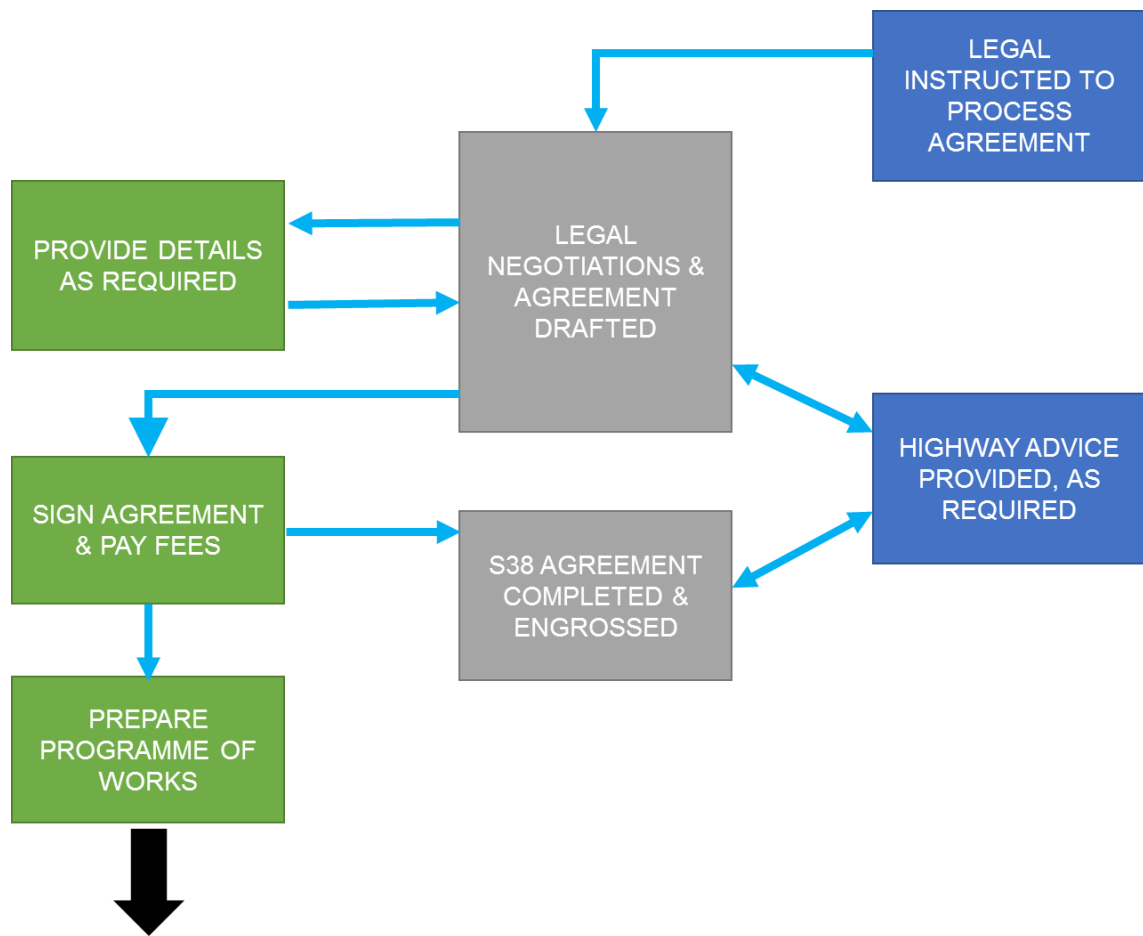 LEGAL
INSTRUCTED TO
PROCESS
AGREEMENT
PROVIDE DETAILS
AS REQUIRED
LEGAL
NEGOTIATIONS &
AGREEMENT
DRAFTED
HIGHWAY ADVICE
PROVIDED, AS
REQUIRED
SIGN AGREEMENT
& PAY FEES
S38 AGREEMENT
COMPLETED &
ENGROSSED
PREPARE
PROGRAMME OF
WORKS